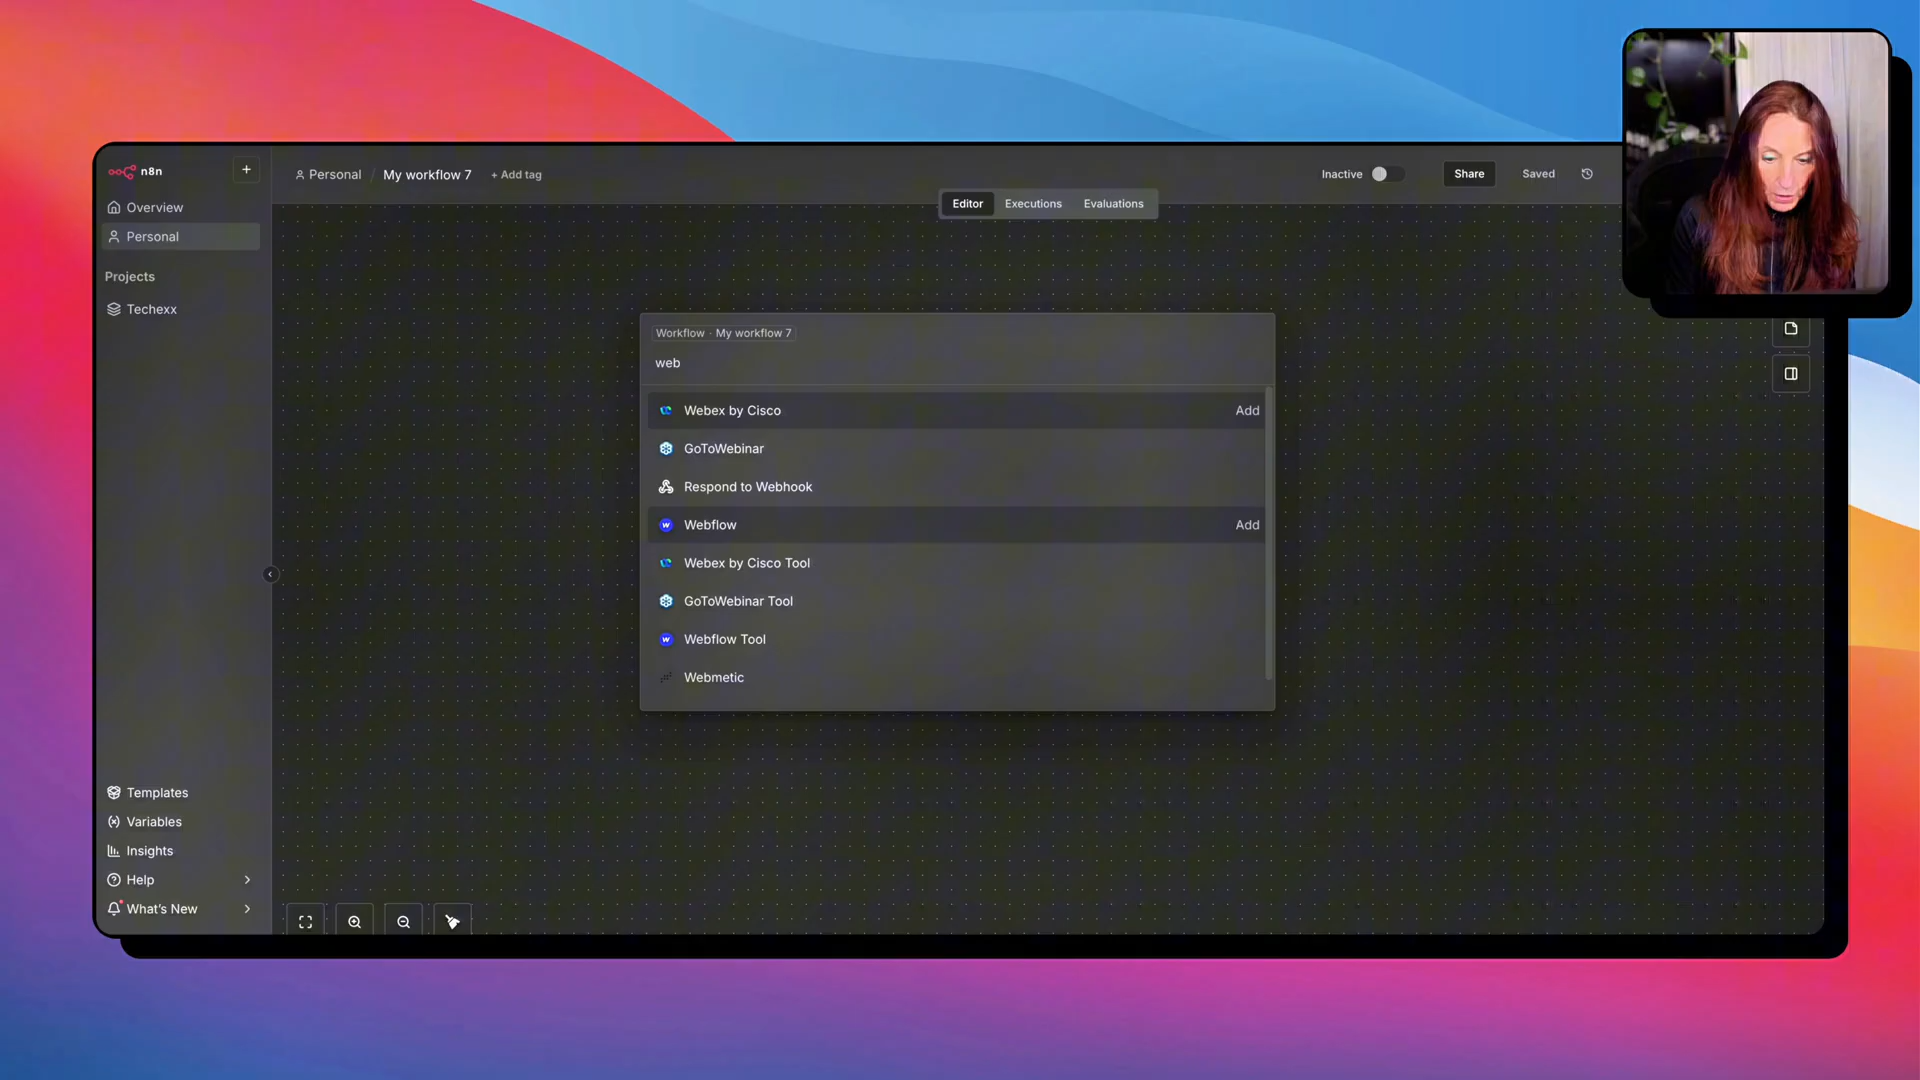 n8n
+
Overview
Personal
Projects
Techexx
Templates
Variables
Insights
Help
What's New
Personal / My workflow 7 + Add tag
Inactive
Share
Saved
Editor Executions Evaluations
Workflow · My workflow 7
web
Webex by Cisco Add
GoToWebinar
Respond to Webhook
Webflow Add
Webex by Cisco Tool
GoToWebinar Tool
Webflow Tool
Webmetic